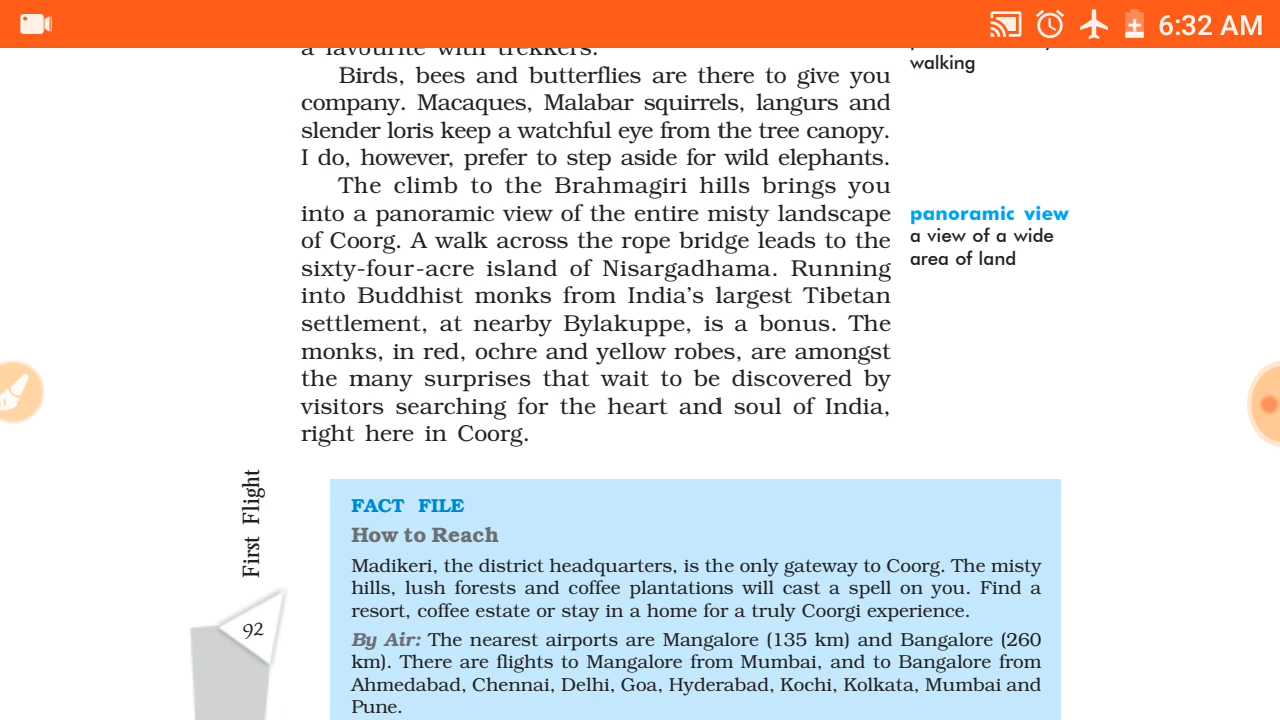 6:32 AM
a favourite with trekkers.
walking
Birds, bees and butterflies are there to give you
company. Macaques, Malabar squirrels, langurs and
slender loris keep a watchful eye from the tree canopy.
I do, however, prefer to step aside for wild elephants.
The climb to the Brahmagiri hills brings you
into a panoramic view of the entire misty landscape
of Coorg. A walk across the rope bridge leads to the
sixty-four-acre island of Nisargadhama. Running
into Buddhist monks from India's largest Tibetan
settlement, at nearby Bylakuppe, is a bonus. The
monks, in red, ochre and yellow robes, are amongst
the many surprises that wait to be discovered by
visitors searching for the heart and soul of India,
right here in Coorg.
panoramic view
a view of a wide
area of land
First Flight
92
FACT FILE
How to Reach
Madikeri, the district headquarters, is the only gateway to Coorg. The misty
hills, lush forests and coffee plantations will cast a spell on you. Find a
resort, coffee estate or stay in a home for a truly Coorgi experience.
By Air: The nearest airports are Mangalore (135 km) and Bangalore (260
km). There are flights to Mangalore from Mumbai, and to Bangalore from
Ahmedabad, Chennai, Delhi, Goa, Hyderabad, Kochi, Kolkata, Mumbai and
Pune.